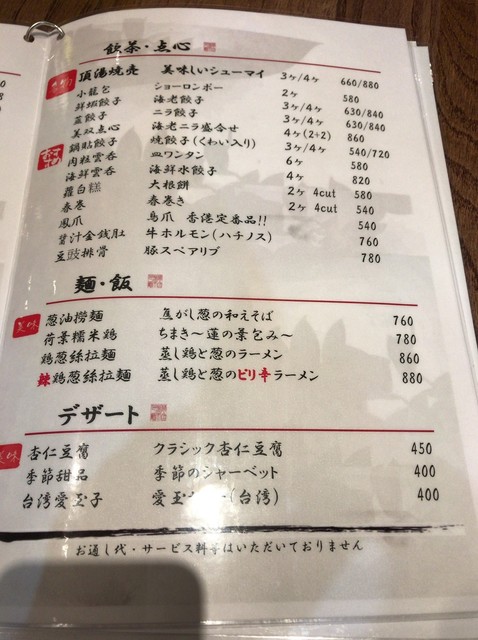 飲茶・点心
頂湯焼売 美味しいシューマイ 3ヶ/4ヶ 660/880
小龍包 ショーロンポー 2ヶ 580
鮮蝦餃子 海老餃子 3ヶ/4ヶ 630/840
韮餃子 ニラ餃子 3ヶ/4ヶ 630/840
美双点心 海老ニラ盛合せ 4ヶ(2+2) 860
鍋貼餃子 焼餃子(くわい入り) 3ヶ/4ヶ 540/720
肉粒雲呑 皿ワンタン 6ヶ 580
海鮮雲呑 海鮮水餃子 4ヶ 820
蘿白糕 大根餅 2ヶ 4cut 580
春巻 春巻き 2ヶ 4cut 540
鳳爪 鳥爪 香港定番品!! 540
醤汁金銭肚 牛ホルモン(ハチノス) 760
豆豉排骨 豚スペアリブ 780
麺・飯
美味 葱油撈麺 焦がし葱の和えそば 760
荷葉糯米鶏 ちまき〜蓮の葉包み〜 780
鶏葱絲拉麺 蒸し鶏と葱のラーメン 860
辣鶏葱絲拉麺 蒸し鶏と葱のピリ辛ラーメン 880
デザート
美味 杏仁豆腐 クラシック杏仁豆腐 450
季節甜品 季節のシャーベット 400
台湾愛玉子 愛玉 (台湾) 400
お通し代・サービス料等はいただいておりません